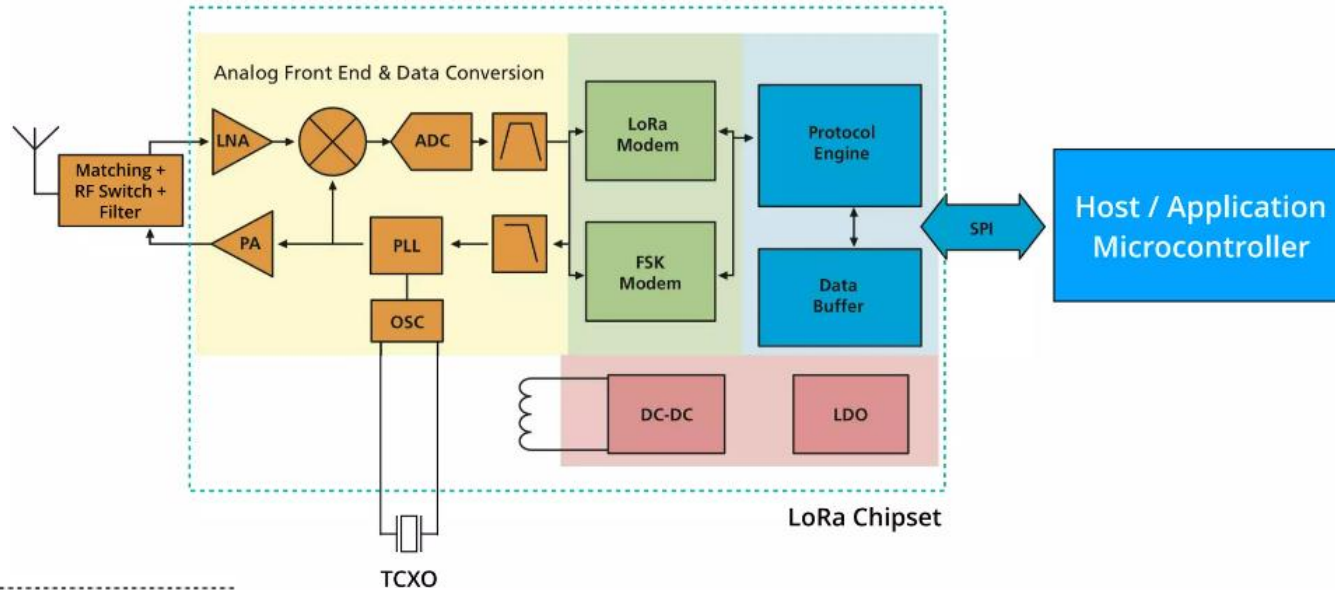 Analog Front End & Data Conversion
LNA
ADC
LoRa
Modem
Protocol
Engine
Matching +
RF Switch +
Filter
Host / Application
Microcontroller
SPI
PA
PLL
FSK
Modem
Data
Buffer
OSC
DC-DC
LDO
LoRa Chipset
TCXO